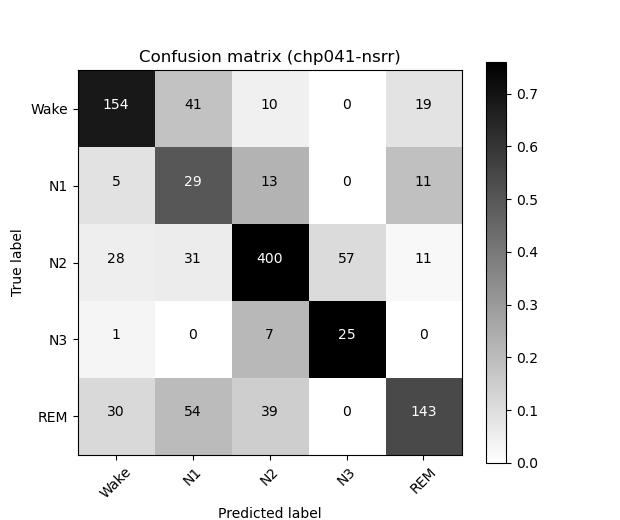 Confusion matrix (chp041-nsrr)
Wake 154 41 10 0 19
N1 5 29 13 0 11
N2 28 31 400 57 11
N3 1 0 7 25 0
REM 30 54 39 0 143
Wake N1 N2 N3 REM
Predicted label
True label
0.7
0.6
0.5
0.4
0.3
0.2
0.1
0.0